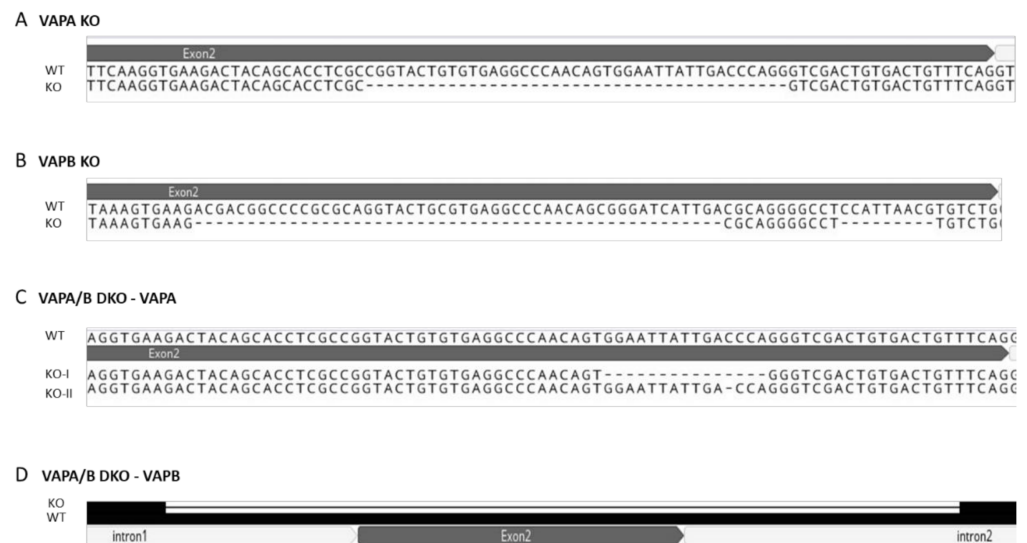 A VAPA KO
Exon2
WT TTCAAGGTGAAGACTACAGCACCTCGCCGGTACTGTGTGAGGCCCAACAGTGGAATTATTGACCCAGGGTCGACTGTGACTGTTTCAGGT
KO TTCAAGGTGAAGACTACAGCACCTCGC-----------------------------------------GTCGACTGTGACTGTTTCAGGT
B VAPB KO
Exon2
WT TAAAGTGAAGACGACGGCCCCGCGCAGGTACTGCGTGAGGCCCAACAGCGGGATCATTGACGCAGGGGCCTCCATTAACGTGTCTG
KO TAAAGTGAAG--------------------------------------------------CGCAGGGGCCT---------TGTCTG
C VAPA/B DKO - VAPA
WT AGGTGAAGACTACAGCACCTCGCCGGTACTGTGTGAGGCCCAACAGTGGAATTATTGACCCAGGGTCGACTGTGACTGTTTCAGG
Exon2
KO-I AGGTGAAGACTACAGCACCTCGCCGGTACTGTGTGAGGCCCAACAGT---------------GGGTCGACTGTGACTGTTTCAGG
KO-II AGGTGAAGACTACAGCACCTCGCCGGTACTGTGTGAGGCCCAACAGTGGAATTATTGA-CCAGGGTCGACTGTGACTGTTTCAGG
D VAPA/B DKO - VAPB
KO
WT
intron1 Exon2 intron2